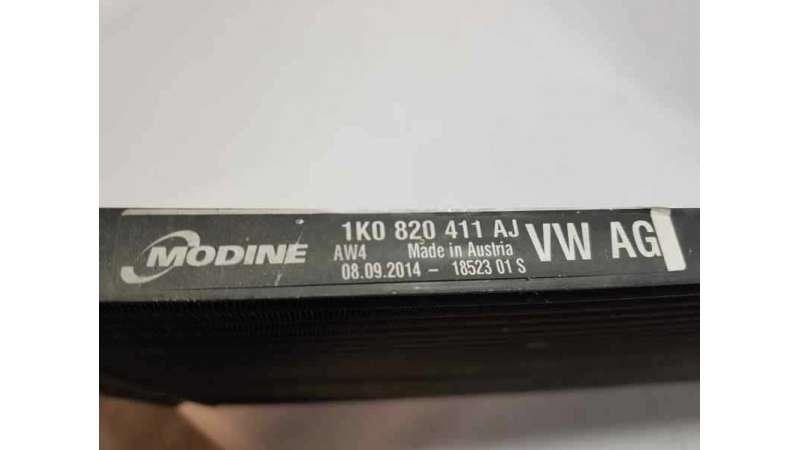 MODINE
1K0 820 411 AJ
AW4 Made in Austria
08.09.2014 - 18523 01 S
VW AG